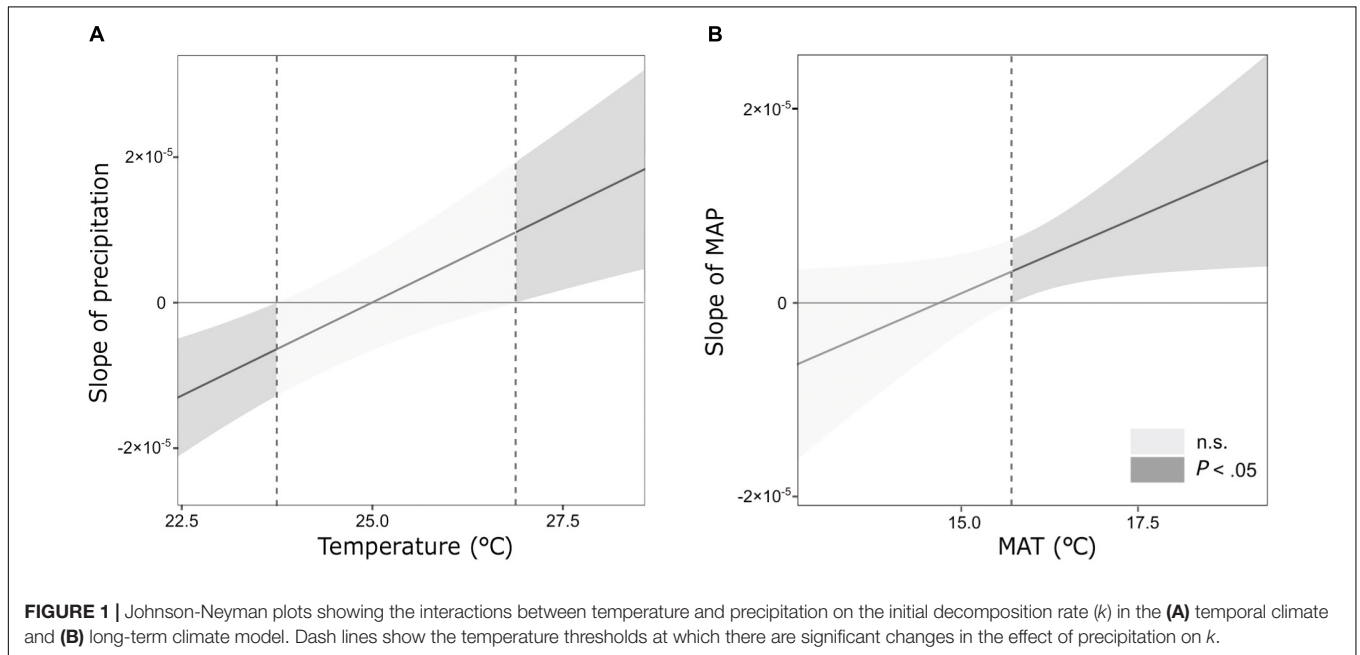 A
B
Slope of precipitation
2×10⁻⁵
0
-2×10⁻⁵
22.5
25.0
27.5
Temperature (°C)
Slope of MAP
2×10⁻⁵
0
-2×10⁻⁵
15.0
17.5
MAT (°C)
n.s.
P < .05
FIGURE 1 | Johnson-Neyman plots showing the interactions between temperature and precipitation on the initial decomposition rate (k) in the (A) temporal climate
and (B) long-term climate model. Dash lines show the temperature thresholds at which there are significant changes in the effect of precipitation on k.